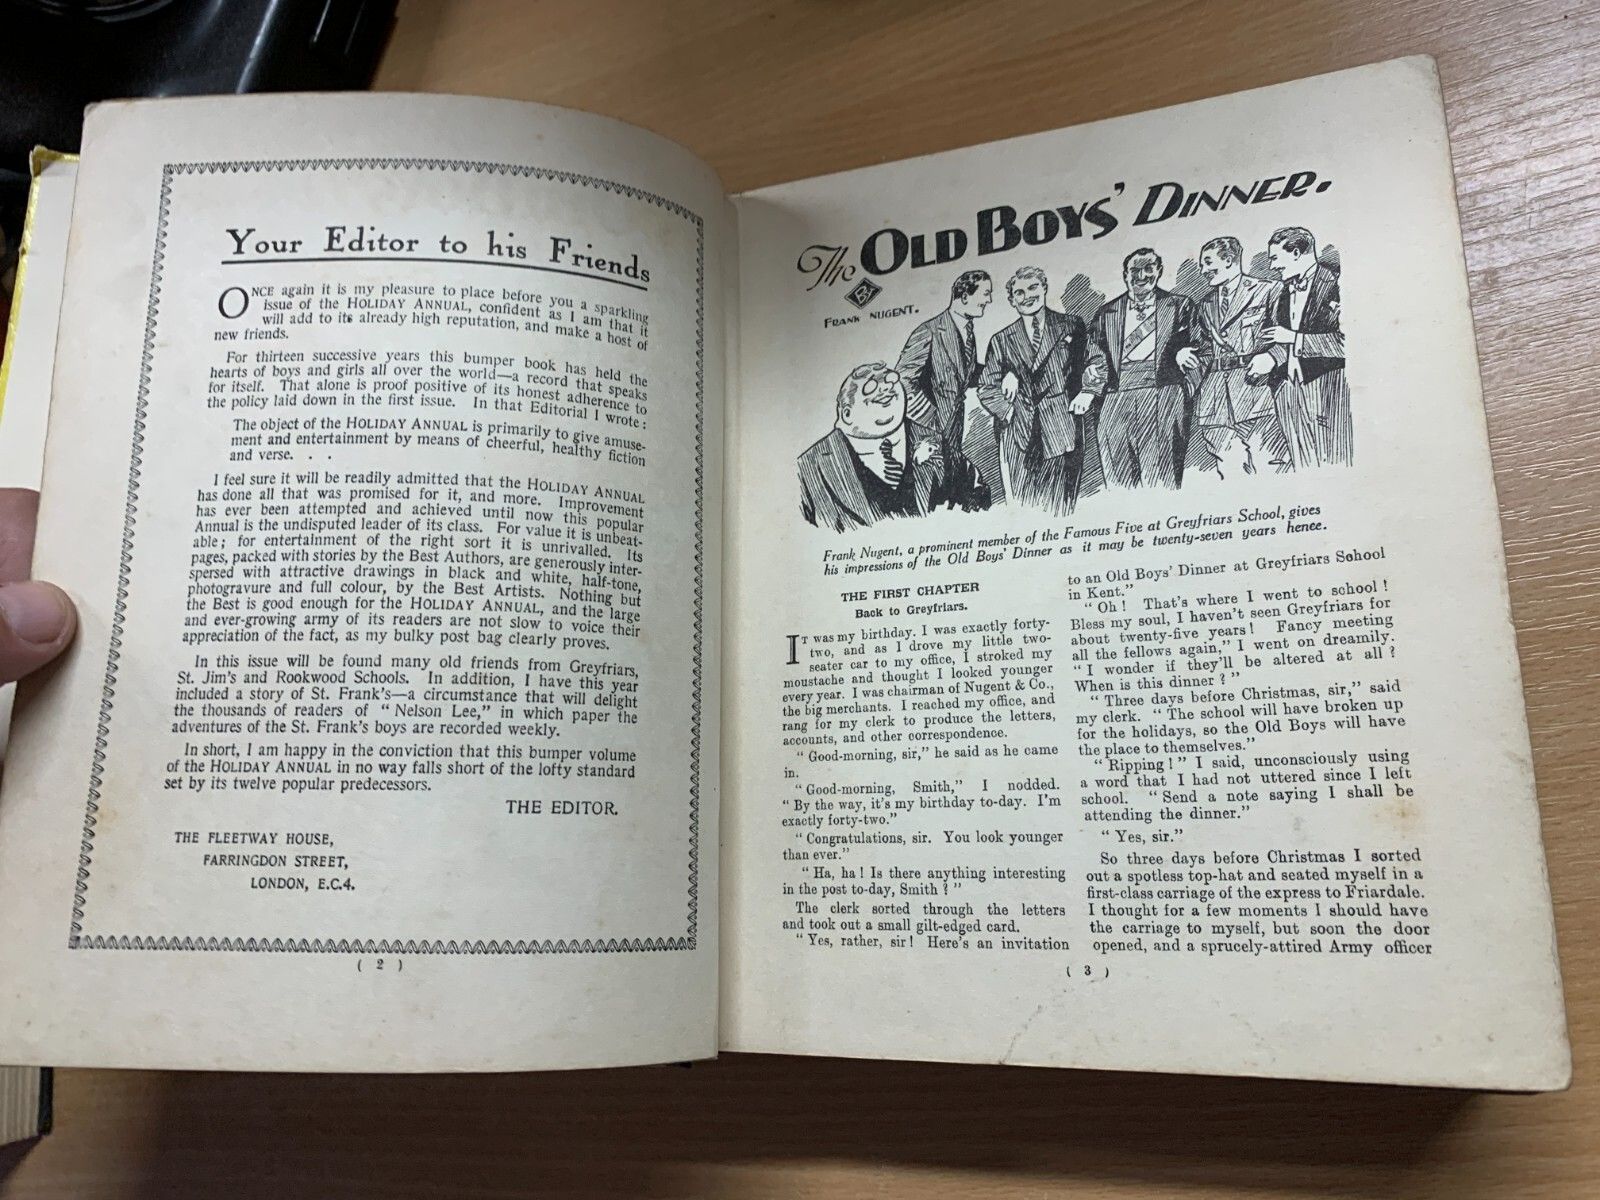 Your Editor to his Friends
ONCE again it is my pleasure to place before you a sparkling
issue of the HOLIDAY ANNUAL, confident as I am that it
will add to its already high reputation, and make a host of
new friends.
For thirteen successive years this bumper book has held the
hearts of boys and girls all over the world—a record that speaks
for itself. That alone is proof positive of its honest adherence to
the policy laid down in the first issue. In that Editorial I wrote:
The object of the HOLIDAY ANNUAL is primarily to give amuse-
ment and entertainment by means of cheerful, healthy fiction
and verse. . .
I feel sure it will be readily admitted that the HOLIDAY ANNUAL
has done all that was promised for it, and more. Improvement
has ever been attempted and achieved until now this popular
Annual is the undisputed leader of its class. For value it is unbeat-
able; for entertainment of the right sort it is unrivalled. Its
pages, packed with stories by the Best Authors, are generously inter-
spersed with attractive drawings in black and white, half-tone,
photogravure and full colour, by the Best Artists. Nothing but
the Best is good enough for the HOLIDAY ANNUAL, and the large
and ever-growing army of its readers are not slow to voice their
appreciation of the fact, as my bulky post bag clearly proves.
In this issue will be found many old friends from Greyfriars,
St. Jim's and Rookwood Schools. In addition, I have this year
included a story of St. Frank's—a circumstance that will delight
the thousands of readers of "Nelson Lee," in which paper the
adventures of the St. Frank's boys are recorded weekly.
In short, I am happy in the conviction that this bumper volume
of the HOLIDAY ANNUAL in no way falls short of the lofty standard
set by its twelve popular predecessors.
THE EDITOR.
THE FLEETWAY HOUSE,
FARRINGDON STREET,
LONDON, E.C.4.
( 2 )
The OLD BOYS' DINNER.
By
FRANK NUGENT.
Frank Nugent, a prominent member of the Famous Five at Greyfriars School, gives
his impressions of the Old Boys' Dinner as it may be twenty-seven years hence.
THE FIRST CHAPTER
Back to Greyfriars.
IT was my birthday. I was exactly forty-
two, and as I drove my little two-
seater car to my office, I stroked my
moustache and thought I looked younger
every year. I was chairman of Nugent & Co.,
the big merchants. I reached my office, and
rang for my clerk to produce the letters,
accounts, and other correspondence.
"Good-morning, sir," he said as he came
in.
"Good-morning, Smith," I nodded.
"By the way, it's my birthday to-day. I'm
exactly forty-two."
"Congratulations, sir. You look younger
than ever."
"Ha, ha! Is there anything interesting
in the post to-day, Smith?"
The clerk sorted through the letters
and took out a small gilt-edged card.
"Yes, rather, sir! Here's an invitation
to an Old Boys' Dinner at Greyfriars School
in Kent."
"Oh! That's where I went to school!
Bless my soul, I haven't seen Greyfriars for
about twenty-five years! Fancy meeting
all the fellows again," I went on dreamily.
"I wonder if they'll be altered at all?
When is this dinner?"
"Three days before Christmas, sir," said
my clerk. "The school will have broken up
for the holidays, so the Old Boys will have
the place to themselves."
"Ripping!" I said, unconsciously using
a word that I had not uttered since I left
school. "Send a note saying I shall be
attending the dinner."
"Yes, sir."
So three days before Christmas I sorted
out a spotless top-hat and seated myself in a
first-class carriage of the express to Friardale.
I thought for a few moments I should have
the carriage to myself, but soon the door
opened, and a sprucely-attired Army officer
( 3 )